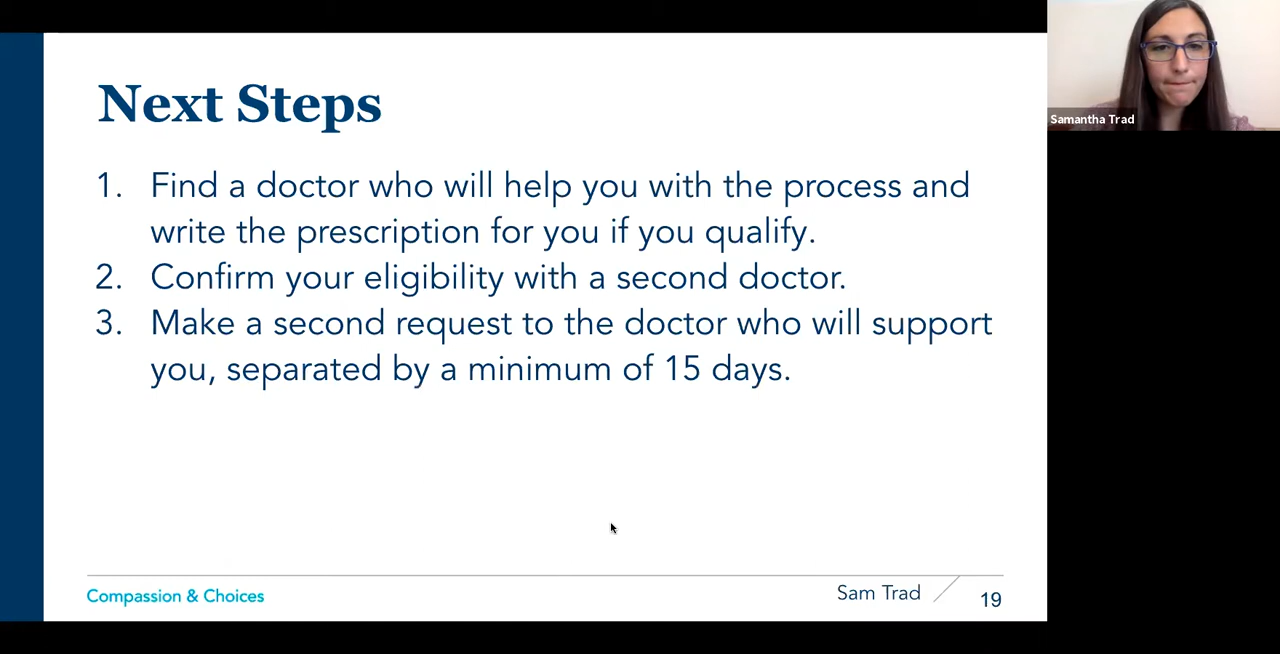 Next Steps
1. Find a doctor who will help you with the process and
write the prescription for you if you qualify.
2. Confirm your eligibility with a second doctor.
3. Make a second request to the doctor who will support
you, separated by a minimum of 15 days.
Compassion & Choices
Sam Trad
19
Samantha Trad